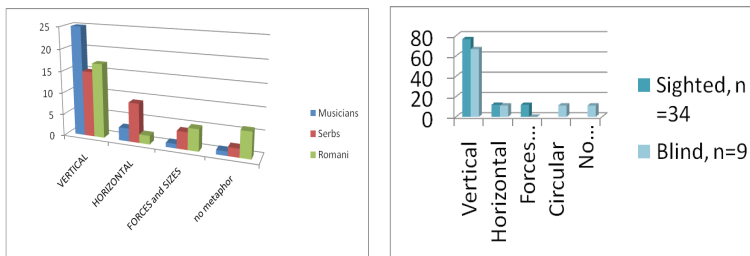 25
20
15
10
5
0
VERTICAL
HORIZONTAL
FORCES and SIZES
no metaphor
Musicians
Serbs
Romani
80
60
40
20
0
Vertical
Horizontal
Forces...
Circular
No...
Sighted, n
=34
Blind, n=9